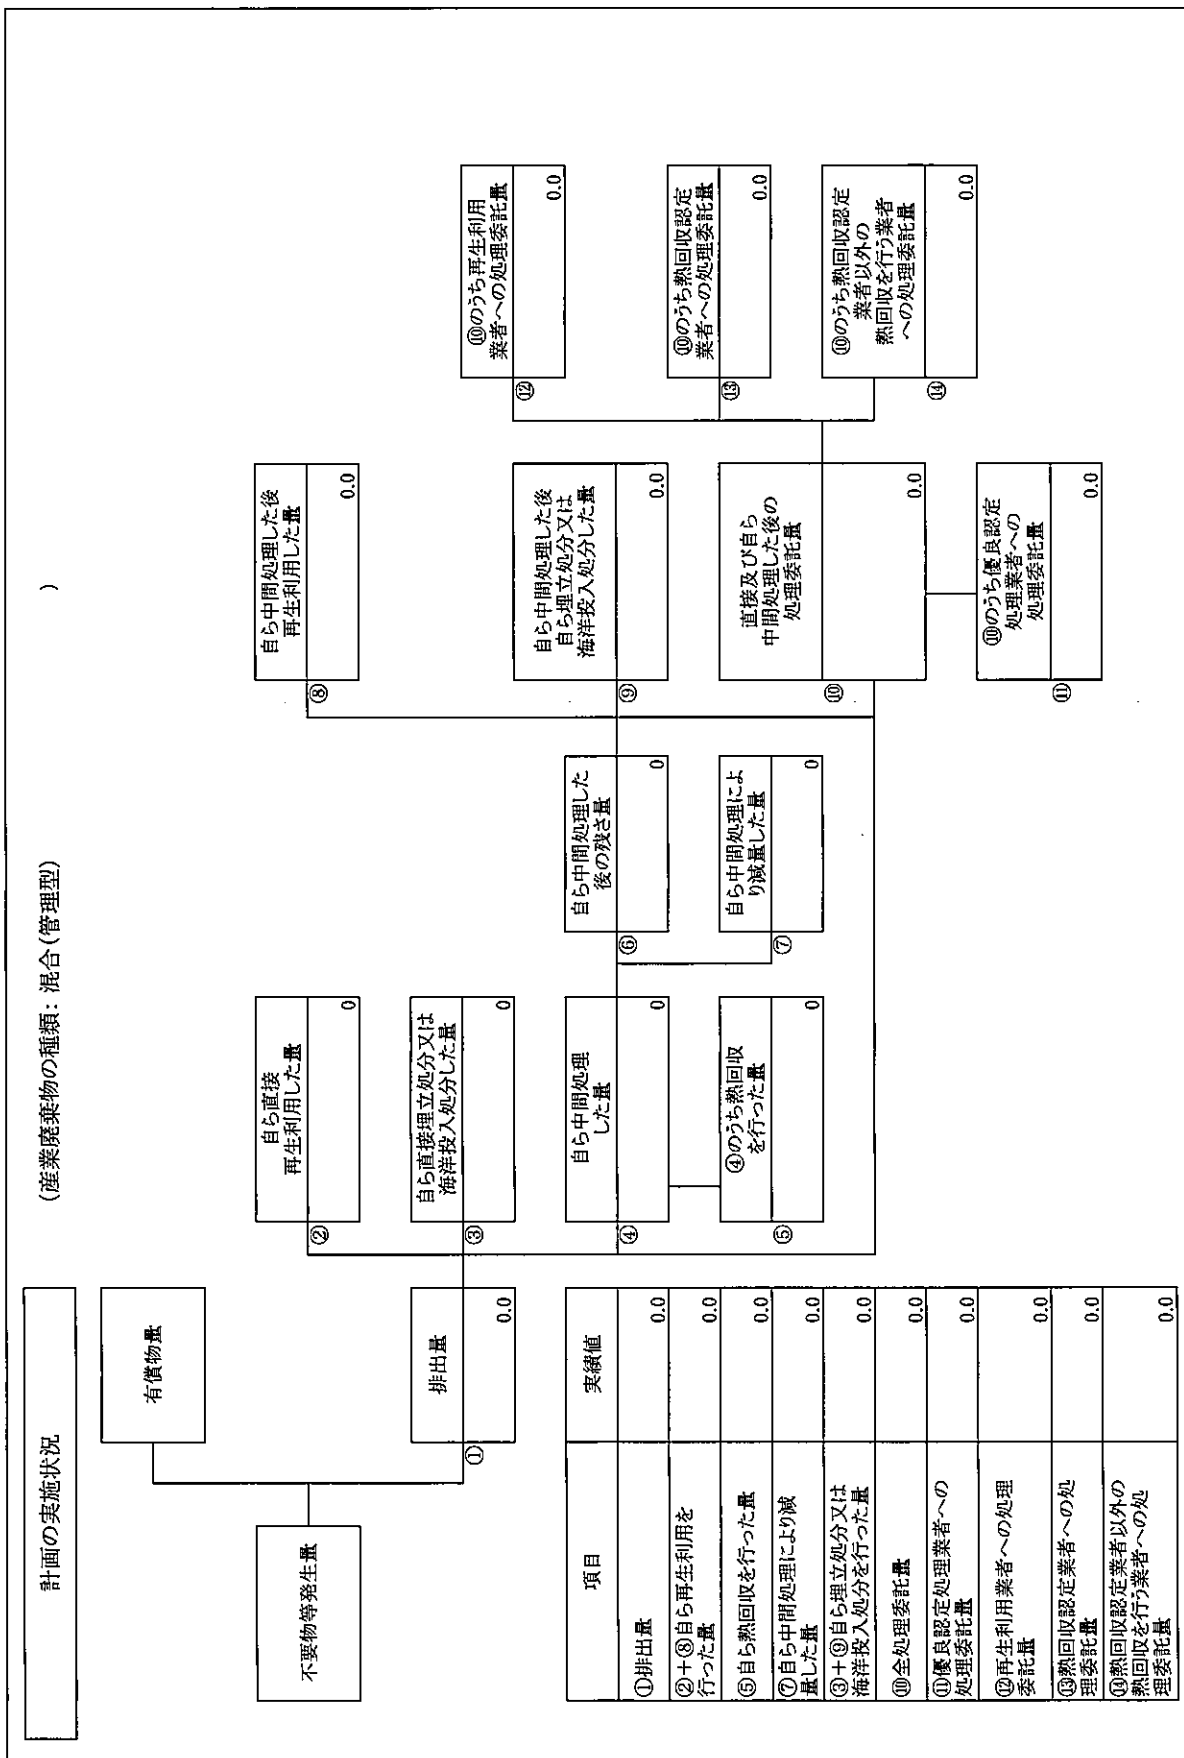 計画の実施状況
(産業廃棄物の種類: 混合(管理型)
)
不要物等発生量
有償物量
排出量
①
0.0
自ら直接
再生利用した量
②
0
自ら直接埋立処分又は
海洋投入処分した量
③
0
自ら中間処理
した量
④
0
④のうち熱回収
を行った量
⑤
0
自ら中間処理した
後の残さ量
⑥
0
自ら中間処理によ
り減量した量
⑦
0
自ら中間処理した後
再生利用した量
⑧
0.0
自ら中間処理した後
自ら埋立処分又は
海洋投入処分した量
⑨
0.0
直接及び自ら
中間処理した後の
処理委託量
⑩
0.0
⑩のうち優良認定
処理業者への
処理委託量
⑪
0.0
⑩のうち再生利用
業者への処理委託量
⑫
0.0
⑩のうち熱回収認定
業者への処理委託量
⑬
0.0
⑩のうち熱回収認定
業者以外の
熱回収を行う業者
への処理委託量
⑭
0.0
項目 実績値
①排出量 0.0
②+⑧自ら再生利用を
行った量 0.0
⑤自ら熱回収を行った量 0.0
⑦自ら中間処理により減
量した量 0.0
③+⑨自ら埋立処分又は
海洋投入処分を行った量 0.0
⑩全処理委託量 0.0
⑪優良認定処理業者への
処理委託量 0.0
⑫再生利用業者への処理
委託量 0.0
⑬熱回収認定業者への処
理委託量 0.0
⑭熱回収認定業者以外の
熱回収を行う業者への処
理委託量 0.0